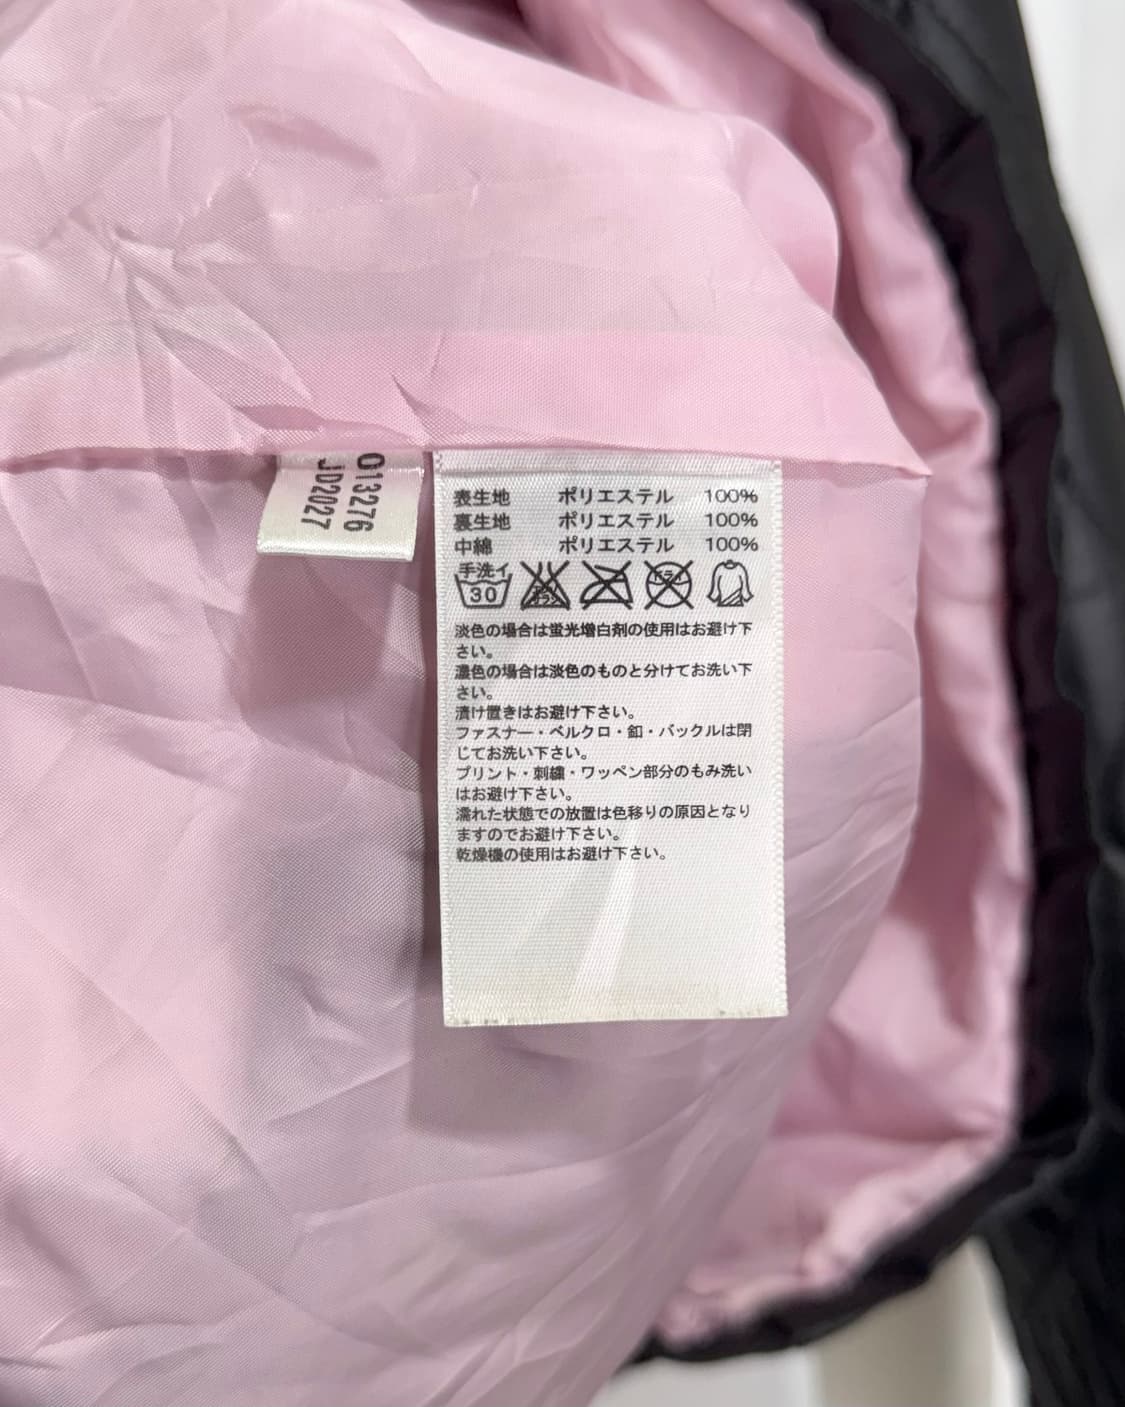 013276
JD2027
表生地 ポリエステル 100%
裏生地 ポリエステル 100%
中綿 ポリエステル 100%
手洗イ
30
ドライ
淡色の場合は蛍光増白剤の使用はお避け下
さい。
濃色の場合は淡色のものと分けてお洗い下
さい。
漬け置きはお避け下さい。
ファスナー・ベルクロ・釦・バックルは閉
じてお洗い下さい。
プリント・刺繍・ワッペン部分のもみ洗い
はお避け下さい。
濡れた状態での放置は色移りの原因となり
ますのでお避け下さい。
乾燥機の使用はお避け下さい。